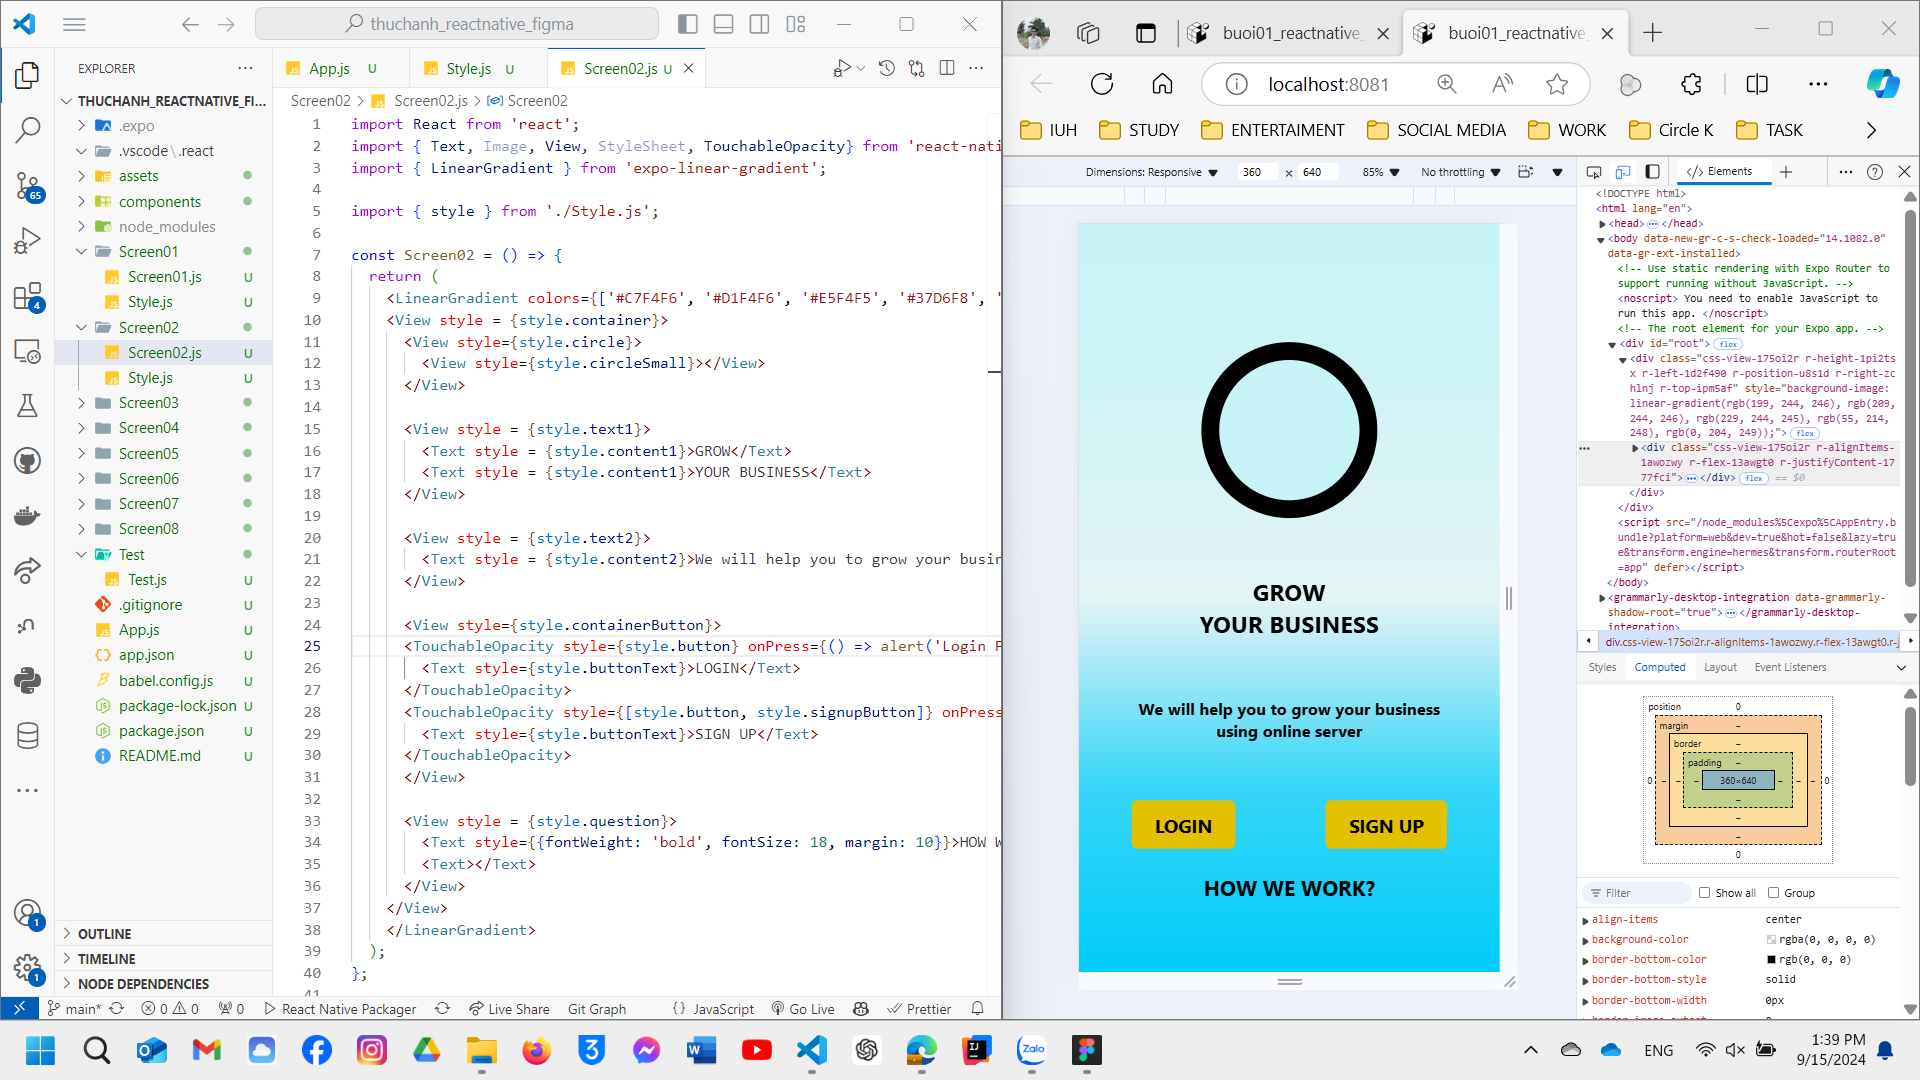 thuchanh_reactnative_figma
EXPLORER
THUCHANH_REACTNATIVE_FI...
.expo
.vscode\.react
assets
components
node_modules
Screen01
Screen01.js U
Style.js U
Screen02
Screen02.js U
Style.js U
Screen03
Screen04
Screen05
Screen06
Screen07
Screen08
Test
Test.js U
.gitignore U
App.js U
app.json U
babel.config.js U
package-lock.json U
package.json U
README.md U
OUTLINE
TIMELINE
NODE DEPENDENCIES
65
4
1
1
App.js U
Style.js U
Screen02.js U
Screen02 > Screen02.js > Screen02
1 import React from 'react';
2 import { Text, Image, View, StyleSheet, TouchableOpacity} from 'react-nati
3 import { LinearGradient } from 'expo-linear-gradient';
4
5 import { style } from './Style.js';
6
7 const Screen02 = () => {
8 return (
9 <LinearGradient colors={['#C7F4F6', '#D1F4F6', '#E5F4F5', '#37D6F8', '
10 <View style = {style.container}>
11 <View style={style.circle}>
12 <View style={style.circleSmall}></View>
13 </View>
14
15 <View style = {style.text1}>
16 <Text style = {style.content1}>GROW</Text>
17 <Text style = {style.content1}>YOUR BUSINESS</Text>
18 </View>
19
20 <View style = {style.text2}>
21 <Text style = {style.content2}>We will help you to grow your busin
22 </View>
23
24 <View style={style.containerButton}>
25 <TouchableOpacity style={style.button} onPress={() => alert('Login P
26 <Text style={style.buttonText}>LOGIN</Text>
27 </TouchableOpacity>
28 <TouchableOpacity style={[style.button, style.signupButton]} onPress
29 <Text style={style.buttonText}>SIGN UP</Text>
30 </TouchableOpacity>
31 </View>
32
33 <View style = {style.question}>
34 <Text style={{fontWeight: 'bold', fontSize: 18, margin: 10}}>HOW W
35 <Text></Text>
36 </View>
37 </View>
38 </LinearGradient>
39 );
40 };
41
main* 0 0 0 React Native Packager Live Share Git Graph {} JavaScript Go Live Prettier
buoi01_reactnative_
buoi01_reactnative_
localhost:8081
IUH STUDY ENTERTAIMENT SOCIAL MEDIA WORK Circle K TASK
Dimensions: Responsive 360 x 640 85% No throttling
GROW
YOUR BUSINESS
We will help you to grow your business
using online server
LOGIN
SIGN UP
HOW WE WORK?
</> Elements
<!DOCTYPE html>
<html lang="en">
<head> </head>
<body data-new-gr-c-s-check-loaded="14.1082.0"
data-gr-ext-installed>
<!-- Use static rendering with Expo Router to
support running without JavaScript. -->
<noscript> You need to enable JavaScript to
run this app. </noscript>
<!-- The root element for your Expo app. -->
<div id="root"> flex
<div class="css-view-175oi2r r-height-1pi2ts
x r-left-1d2f490 r-position-u8s1d r-right-zc
hlnj r-top-ipm5af" style="background-image:
linear-gradient(rgb(199, 244, 246), rgb(209,
244, 246), rgb(229, 244, 245), rgb(55, 214,
248), rgb(0, 204, 249));"> flex
<div class="css-view-175oi2r r-alignItems-
1awozwy r-flex-13awgt0 r-justifyContent-17
77fci"> </div> flex == $0
</div>
</div>
<script src="/node_modules%5Cexpo%5CAppEntry.b
undle?platform=web&dev=true&hot=false&lazy=tru
e&transform.engine=hermes&transform.routerRoot
=app" defer></script>
</body>
<grammarly-desktop-integration data-grammarly-
shadow-root="true"> </grammarly-desktop-
integration>
div.css-view-175oi2r.r-alignItems-1awozwy.r-flex-13awgt0.r-j
Styles Computed Layout Event Listeners
position 0
margin –
border –
padding –
0 – – – 360×640 – – – 0
–
–
–
0
Filter Show all Group
align-items center
background-color rgba(0, 0, 0, 0)
border-bottom-color rgb(0, 0, 0)
border-bottom-style solid
border-bottom-width 0px
Zalo
ENG
1:39 PM
9/15/2024